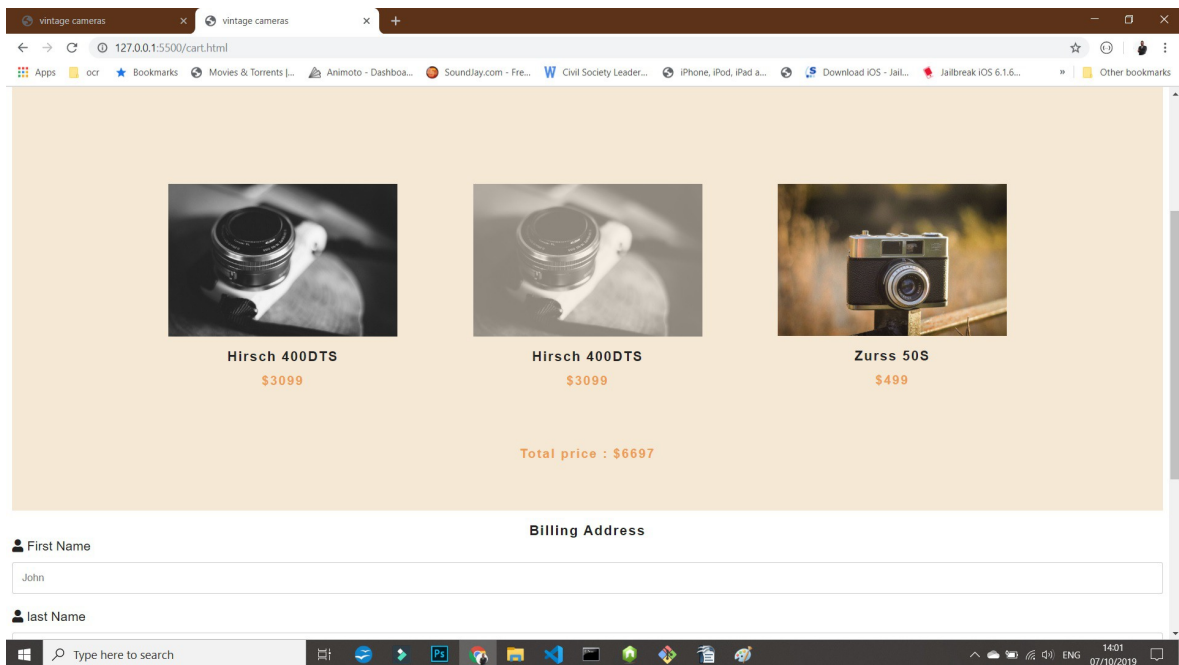 vintage cameras
vintage cameras
127.0.0.1:5500/cart.html
Apps ocr Bookmarks Movies & Torrents |... Animoto - Dashboa... SoundJay.com - Fre... Civil Society Leader... iPhone, iPod, iPad a... Download iOS - Jail... Jailbreak iOS 6.1.6... » Other bookmarks
Hirsch 400DTS Hirsch 400DTS Zurss 50S
$3099 $3099 $499
Total price : $6697
Billing Address
First Name
John
last Name
Type here to search
Ps
ENG
14:01
07/10/2019